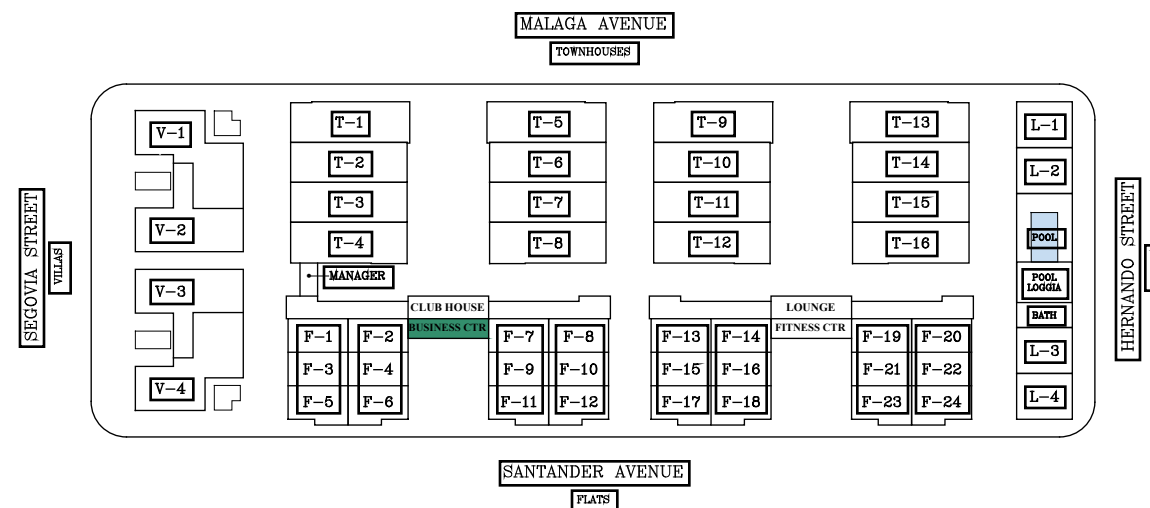 MALAGA AVENUE
TOWNHOUSES
SEGOVIA STREET
VILLAS
V-1
V-2
V-3
V-4
T-1
T-2
T-3
T-4
MANAGER
T-5
T-6
T-7
T-8
T-9
T-10
T-11
T-12
T-13
T-14
T-15
T-16
L-1
L-2
POOL
POOL
LOGGIA
BATH
L-3
L-4
HERNANDO STREET
CLUB HOUSE
BUSINESS CTR
LOUNGE
FITNESS CTR
F-1 F-2
F-3 F-4
F-5 F-6
F-7 F-8
F-9 F-10
F-11 F-12
F-13 F-14
F-15 F-16
F-17 F-18
F-19 F-20
F-21 F-22
F-23 F-24
SANTANDER AVENUE
FLATS